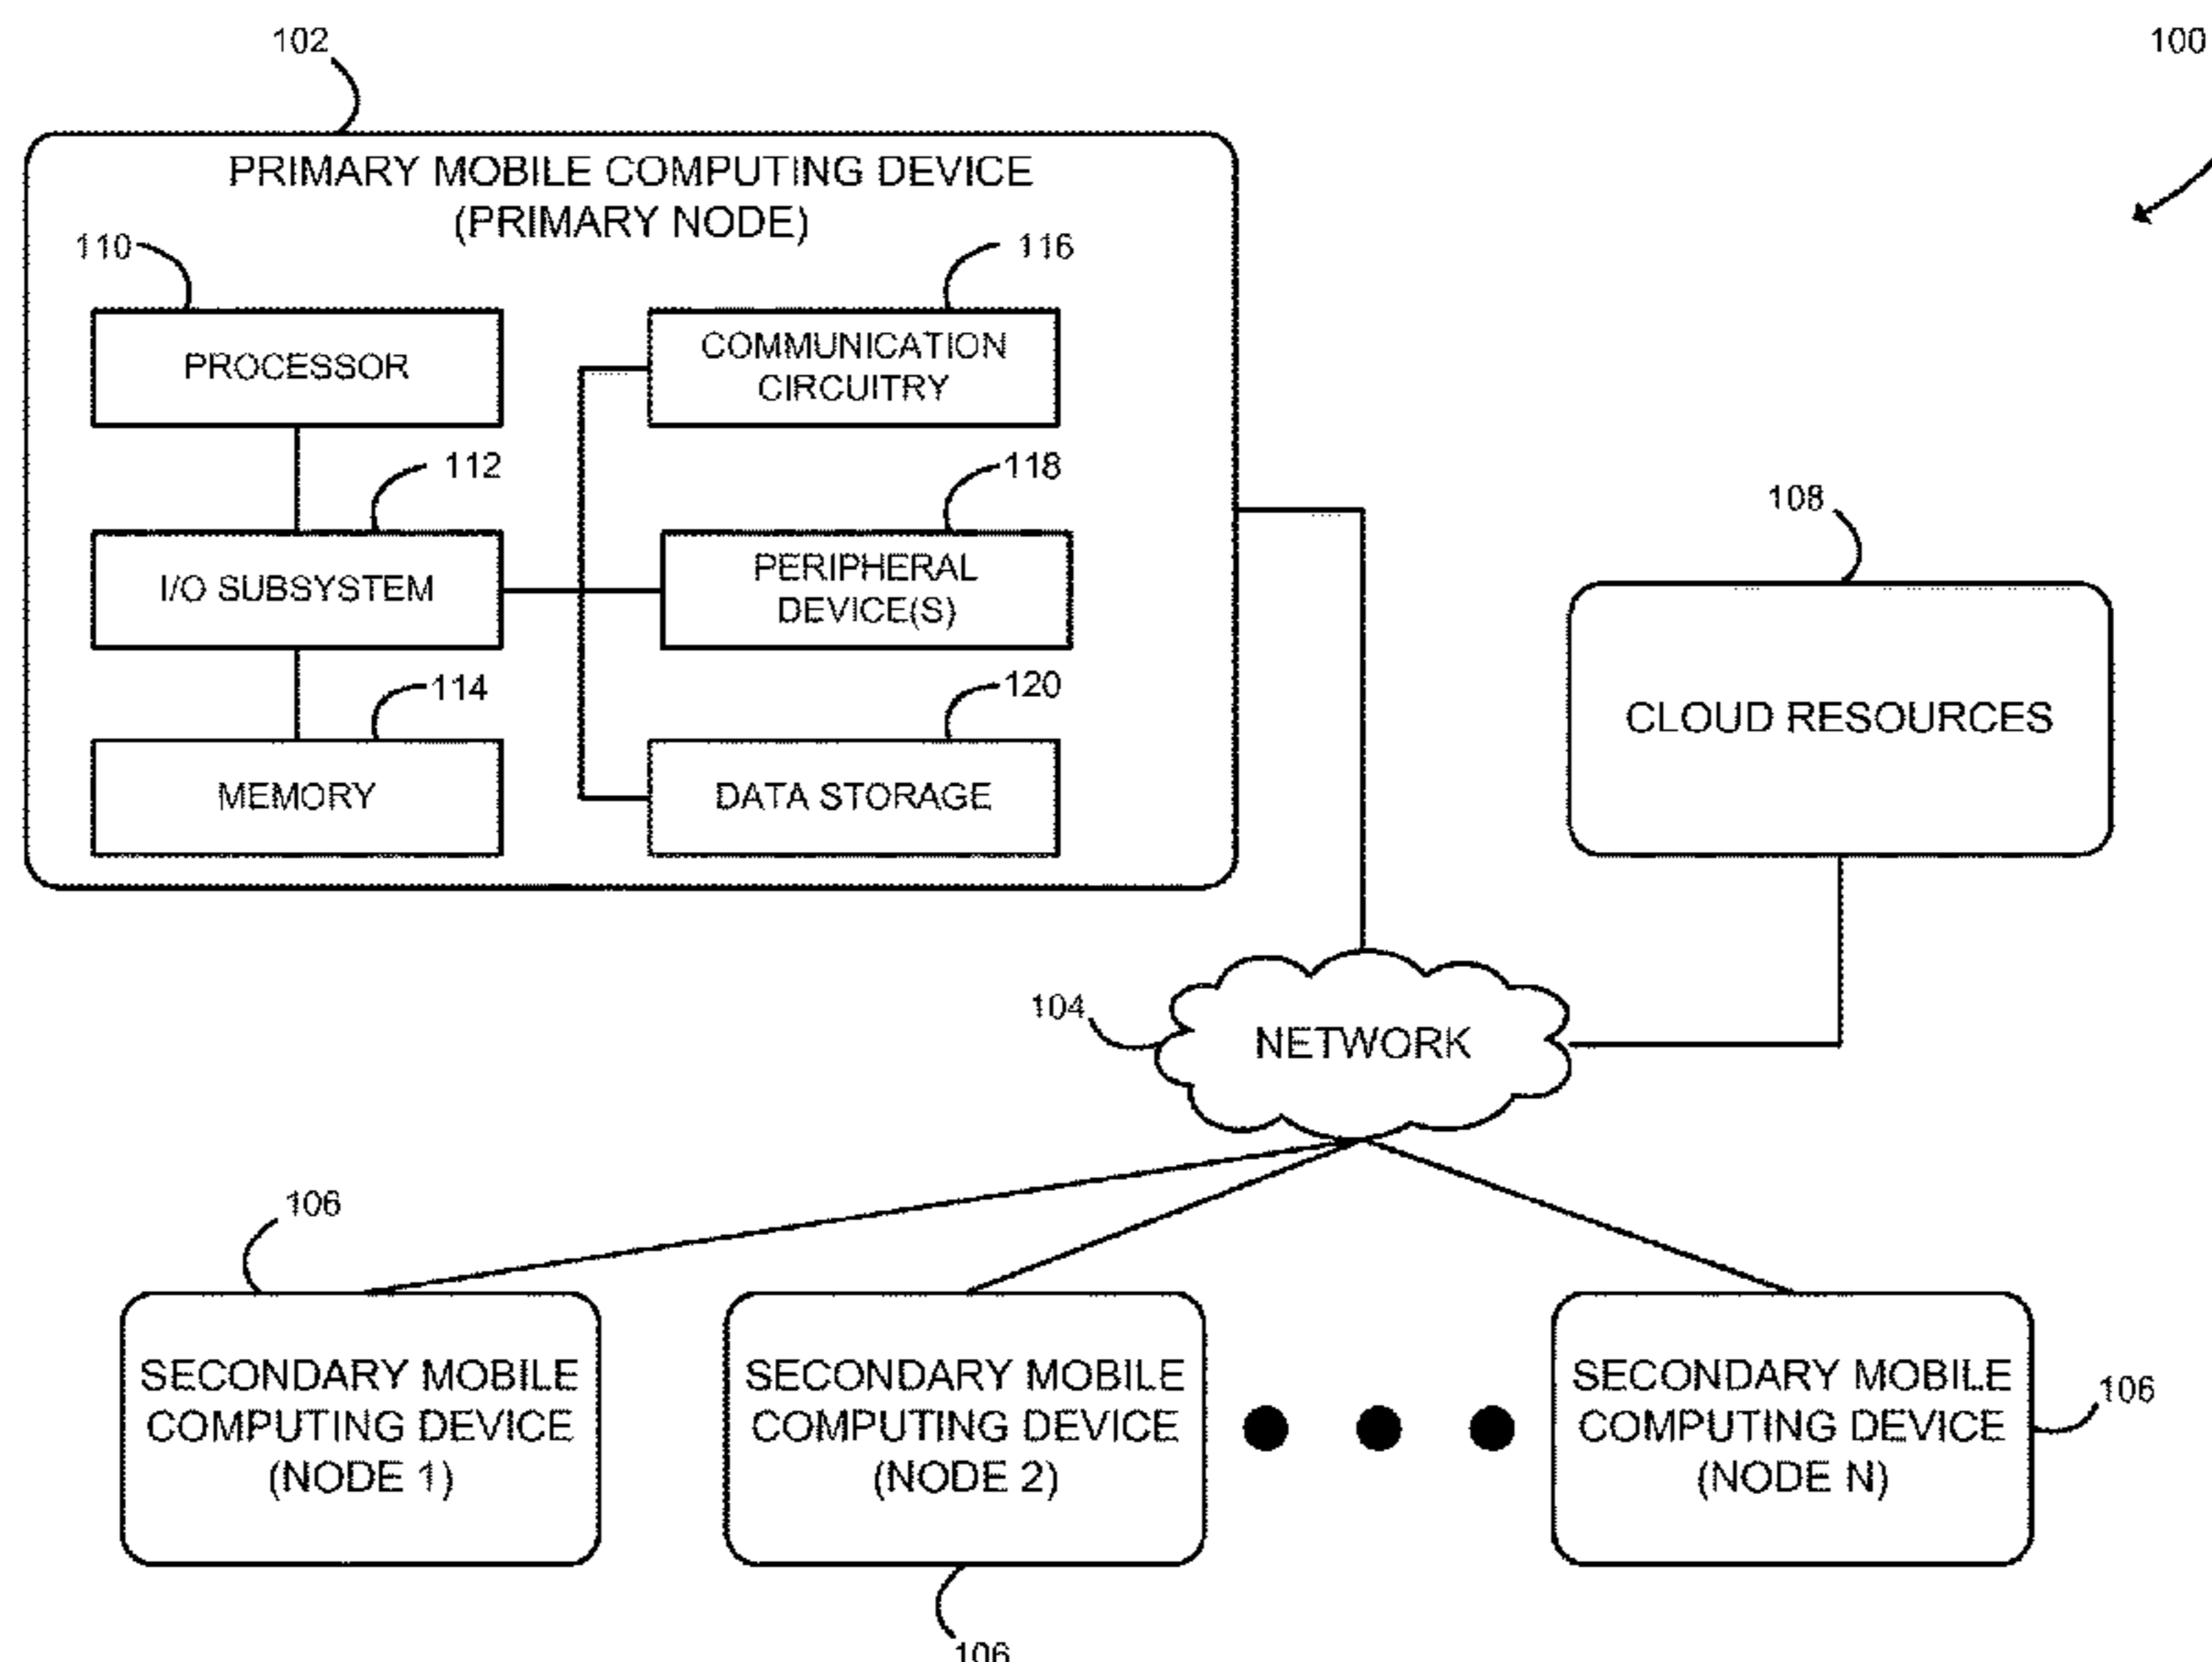 102
100
PRIMARY MOBILE COMPUTING DEVICE
(PRIMARY NODE)
110
116
PROCESSOR
COMMUNICATION
CIRCUITRY
112
118
I/O SUBSYSTEM
PERIPHERAL
DEVICE(S)
114
120
MEMORY
DATA STORAGE
108
CLOUD RESOURCES
104
NETWORK
106
SECONDARY MOBILE
COMPUTING DEVICE
(NODE 1)
SECONDARY MOBILE
COMPUTING DEVICE
(NODE 2)
106
SECONDARY MOBILE
COMPUTING DEVICE
(NODE N)
106